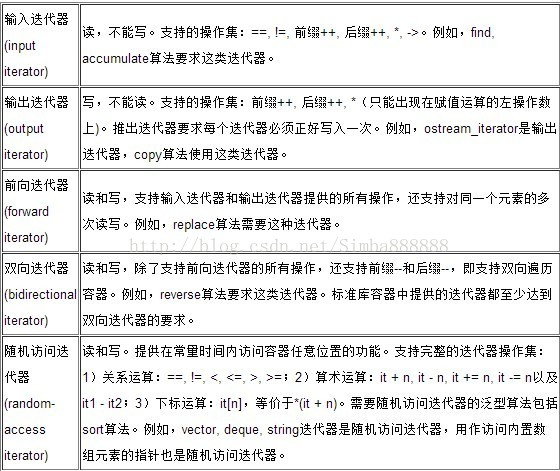 输入迭代器
(input
iterator)
读，不能写。支持的操作集：==, !=, 前缀++, 后缀++, *, ->。例如，find,
accumulate算法要求这类迭代器。
输出迭代器
(output
iterator)
写，不能读。支持的操作集：前缀++, 后缀++, *（只能出现在赋值运算的左操作数
上)。推出迭代器要求每个迭代器必须正好写入一次。例如，ostream_iterator是输出
迭代器，copy算法使用这类迭代器。
前向迭代器
(forward
iterator)
读和写，支持输入迭代器和输出迭代器提供的所有操作，还支持对同一个元素的多
次读写。例如，replace算法需要这种迭代器。
http://blog.csdn.net/Simba888888
双向迭代器
(bidirectional
iterator)
读和写，除了支持前向迭代器的所有操作，还支持前缀--和后缀--，即支持双向遍历
容器。例如，reverse算法要求这类迭代器。标准库容器中提供的迭代器都至少达到
双向迭代器的要求。
随机访问迭
代器
(random-
access
iterator)
读和写。提供在常量时间内访问容器任意位置的功能。支持完整的迭代器操作集：
1）关系运算：==, !=, <, <=, >, >=；2）算术运算：it + n, it - n, it += n, it -= n以及
it1 - it2；3）下标运算：it[n]，等价于*(it + n)。需要随机访问迭代器的泛型算法包括
sort算法。例如，vector, deque, string迭代器是随机访问迭代器，用作访问内置数
组元素的指针也是随机访问迭代器。